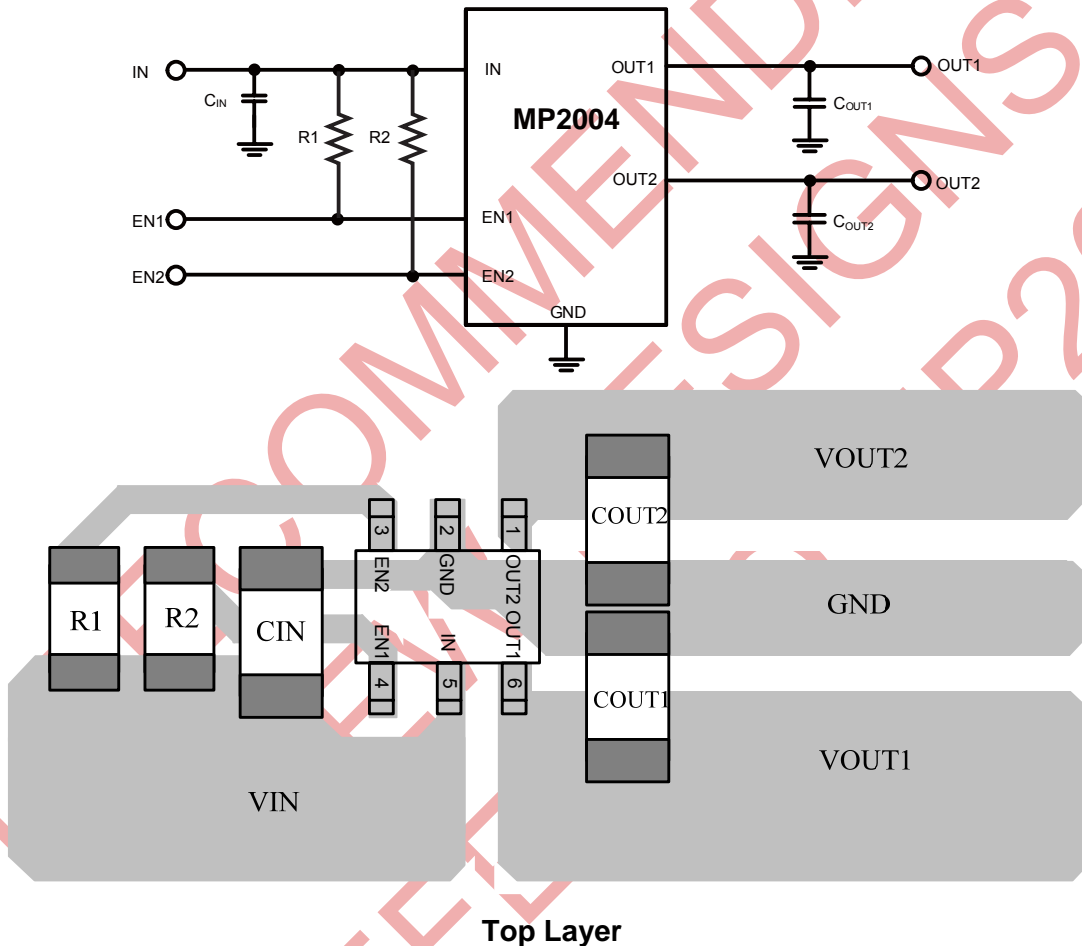 IN
IN
OUT1
OUT1
CIN
R1
R2
MP2004
COUT1
OUT2
OUT2
EN1
EN1
COUT2
EN2
EN2
GND
VOUT2
COUT2
3
2
1
EN2
GND
OUT2
R1
R2
CIN
GND
EN1
IN
OUT1
4
5
6
COUT1
VOUT1
VIN
Top Layer